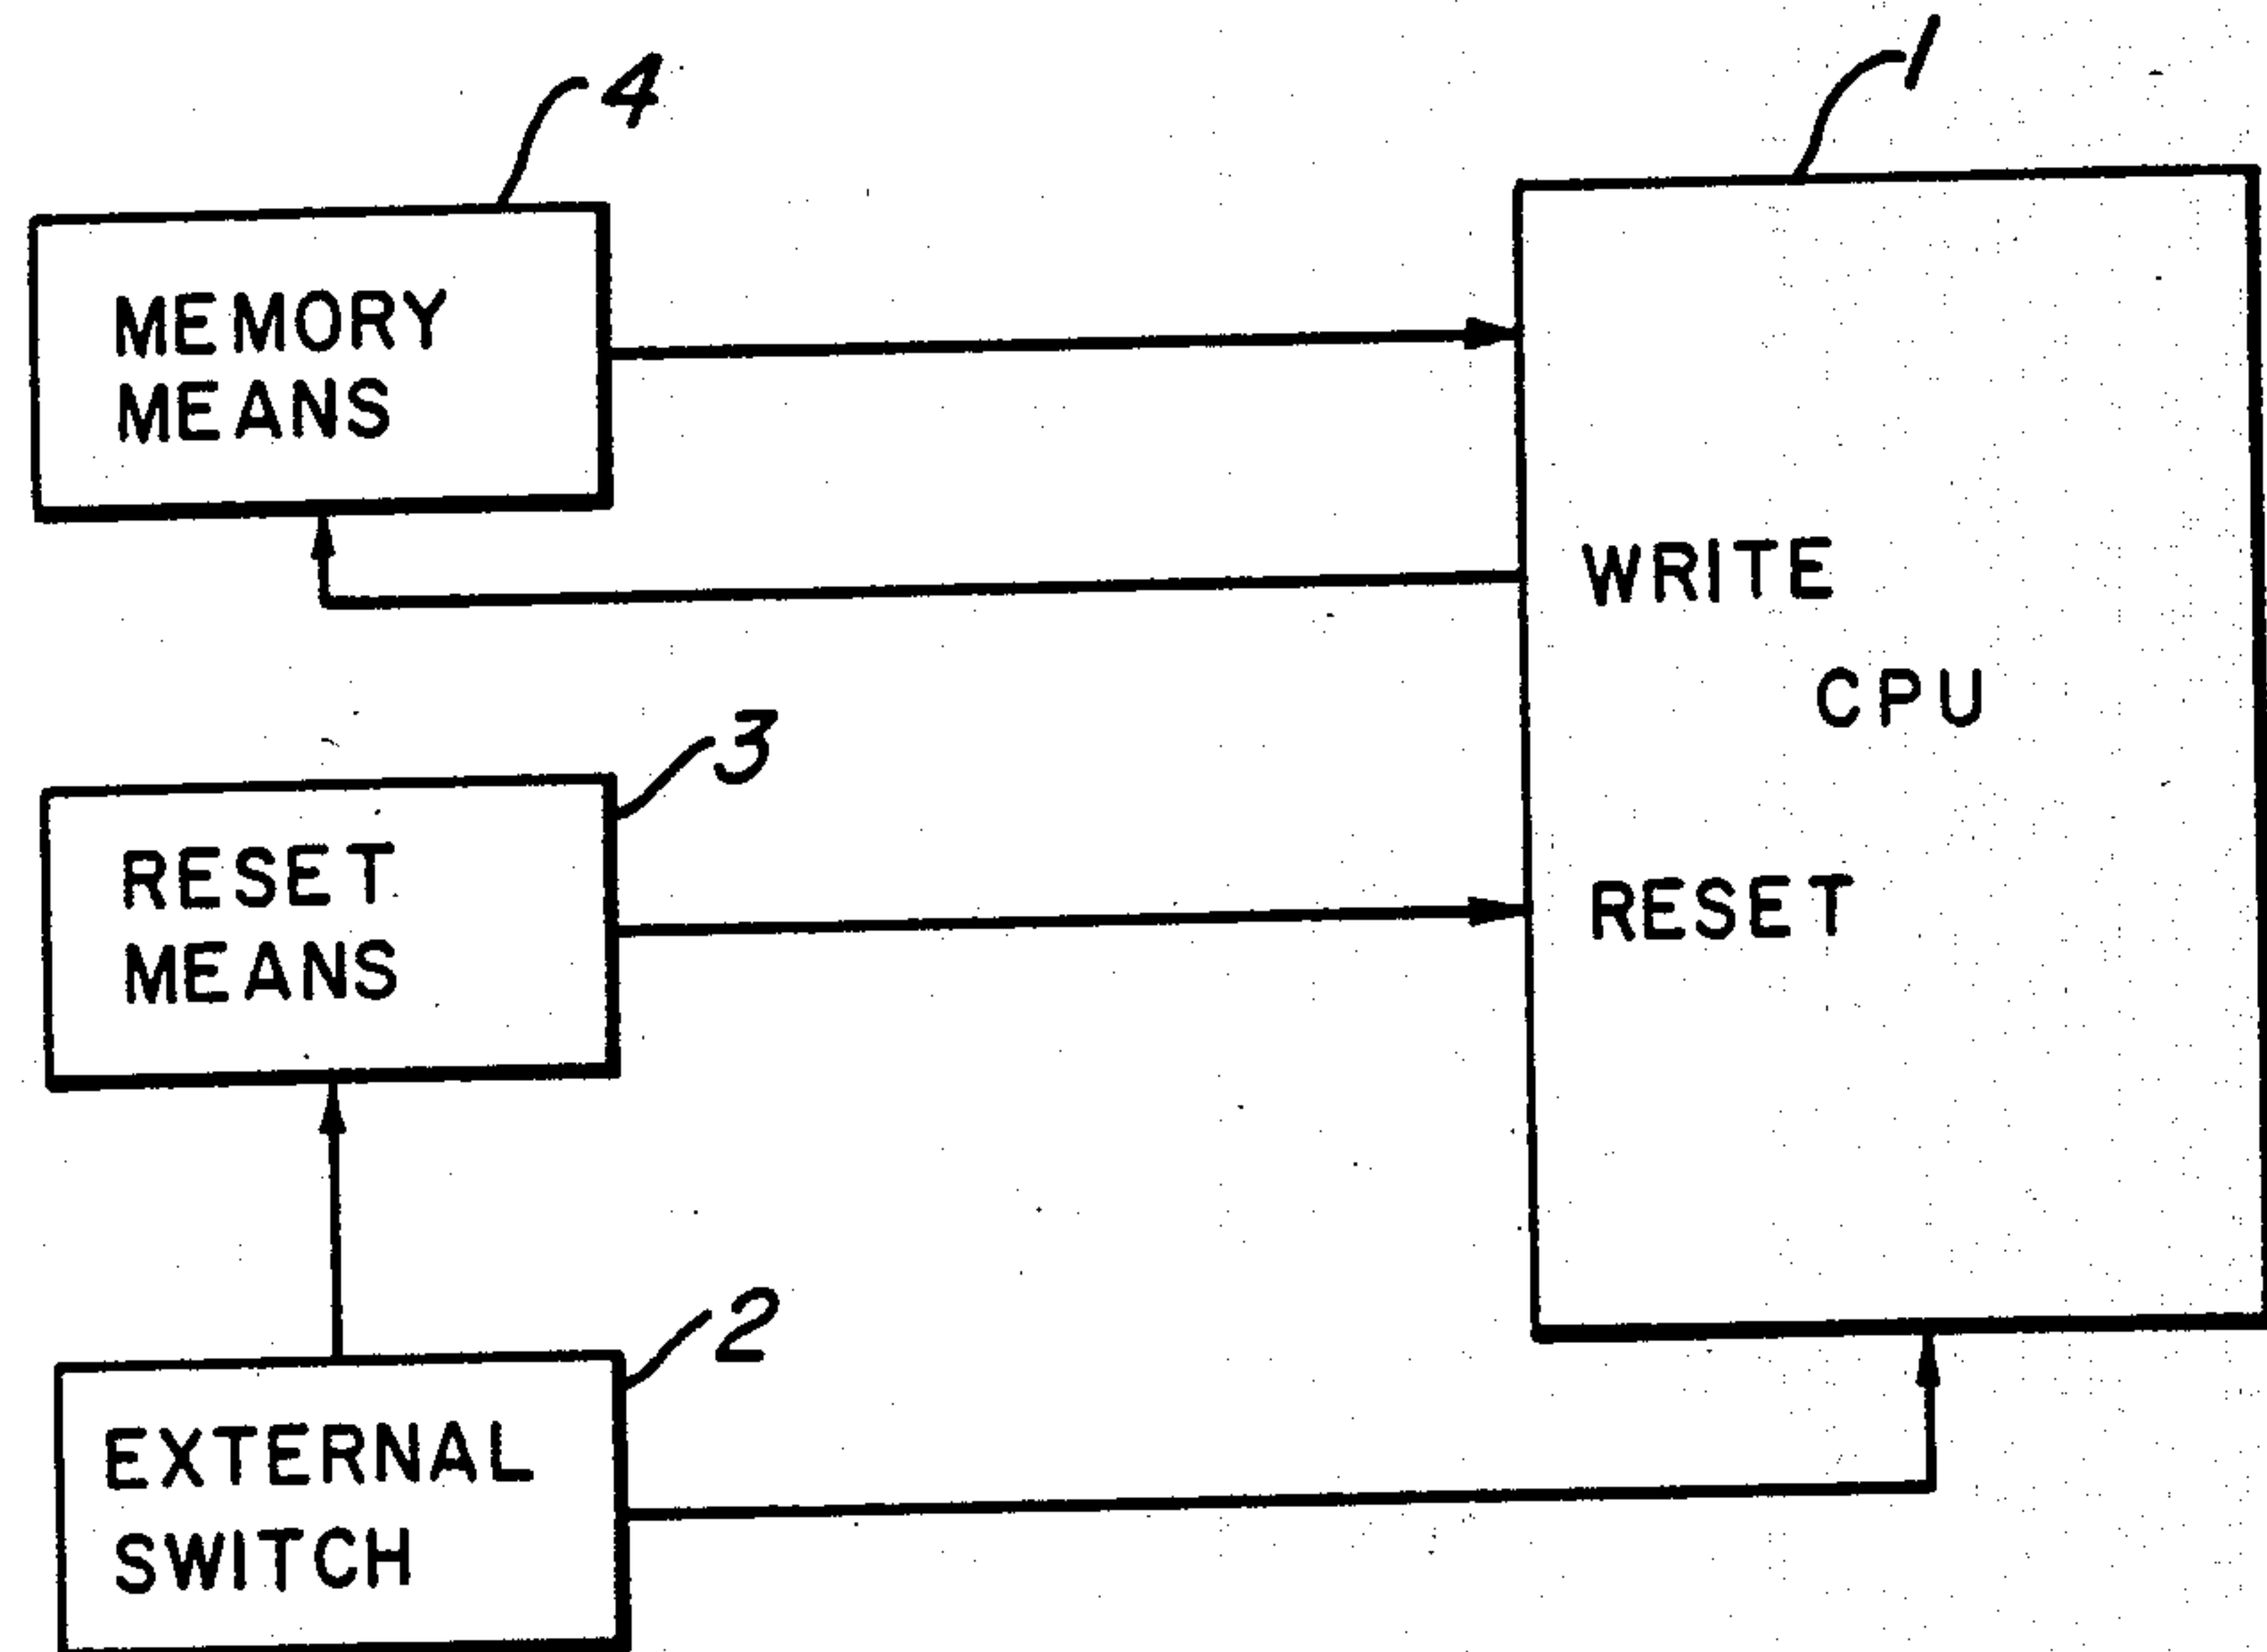 4
1
MEMORY
MEANS
WRITE
CPU
3
RESET
MEANS
RESET
2
EXTERNAL
SWITCH